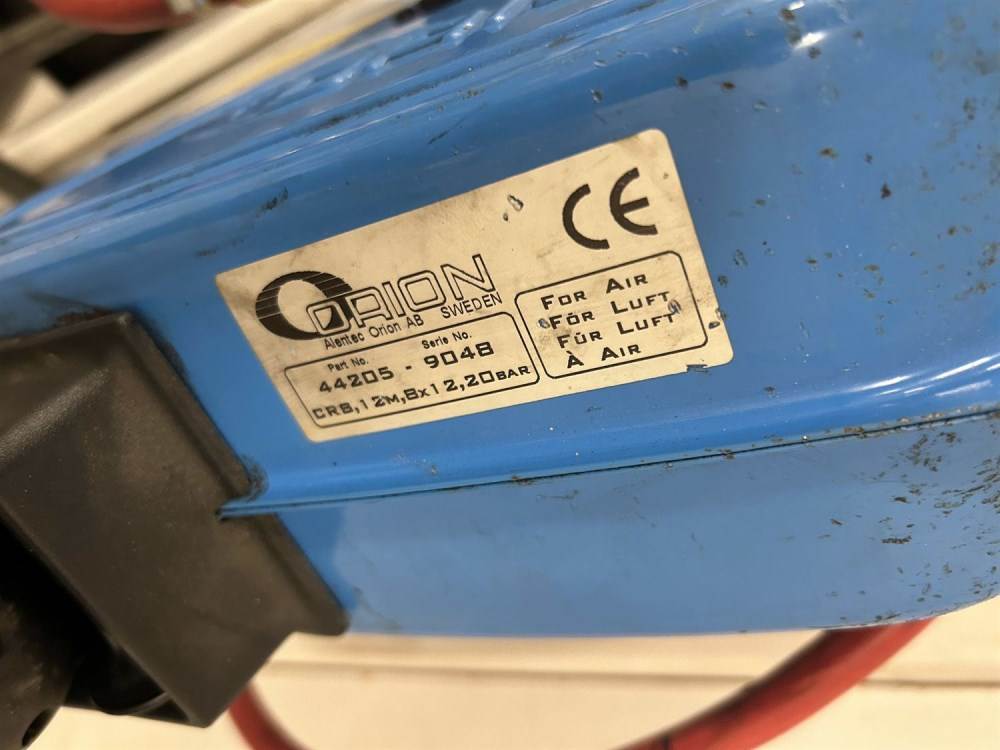 ORION
Alentec Orion AB SWEDEN
Part No. Serie No.
44205 - 9048
CR8,12M,8x12,20BAR
CE
FOR AIR
FÖR LUFT
FÜR LUFT
À AIR